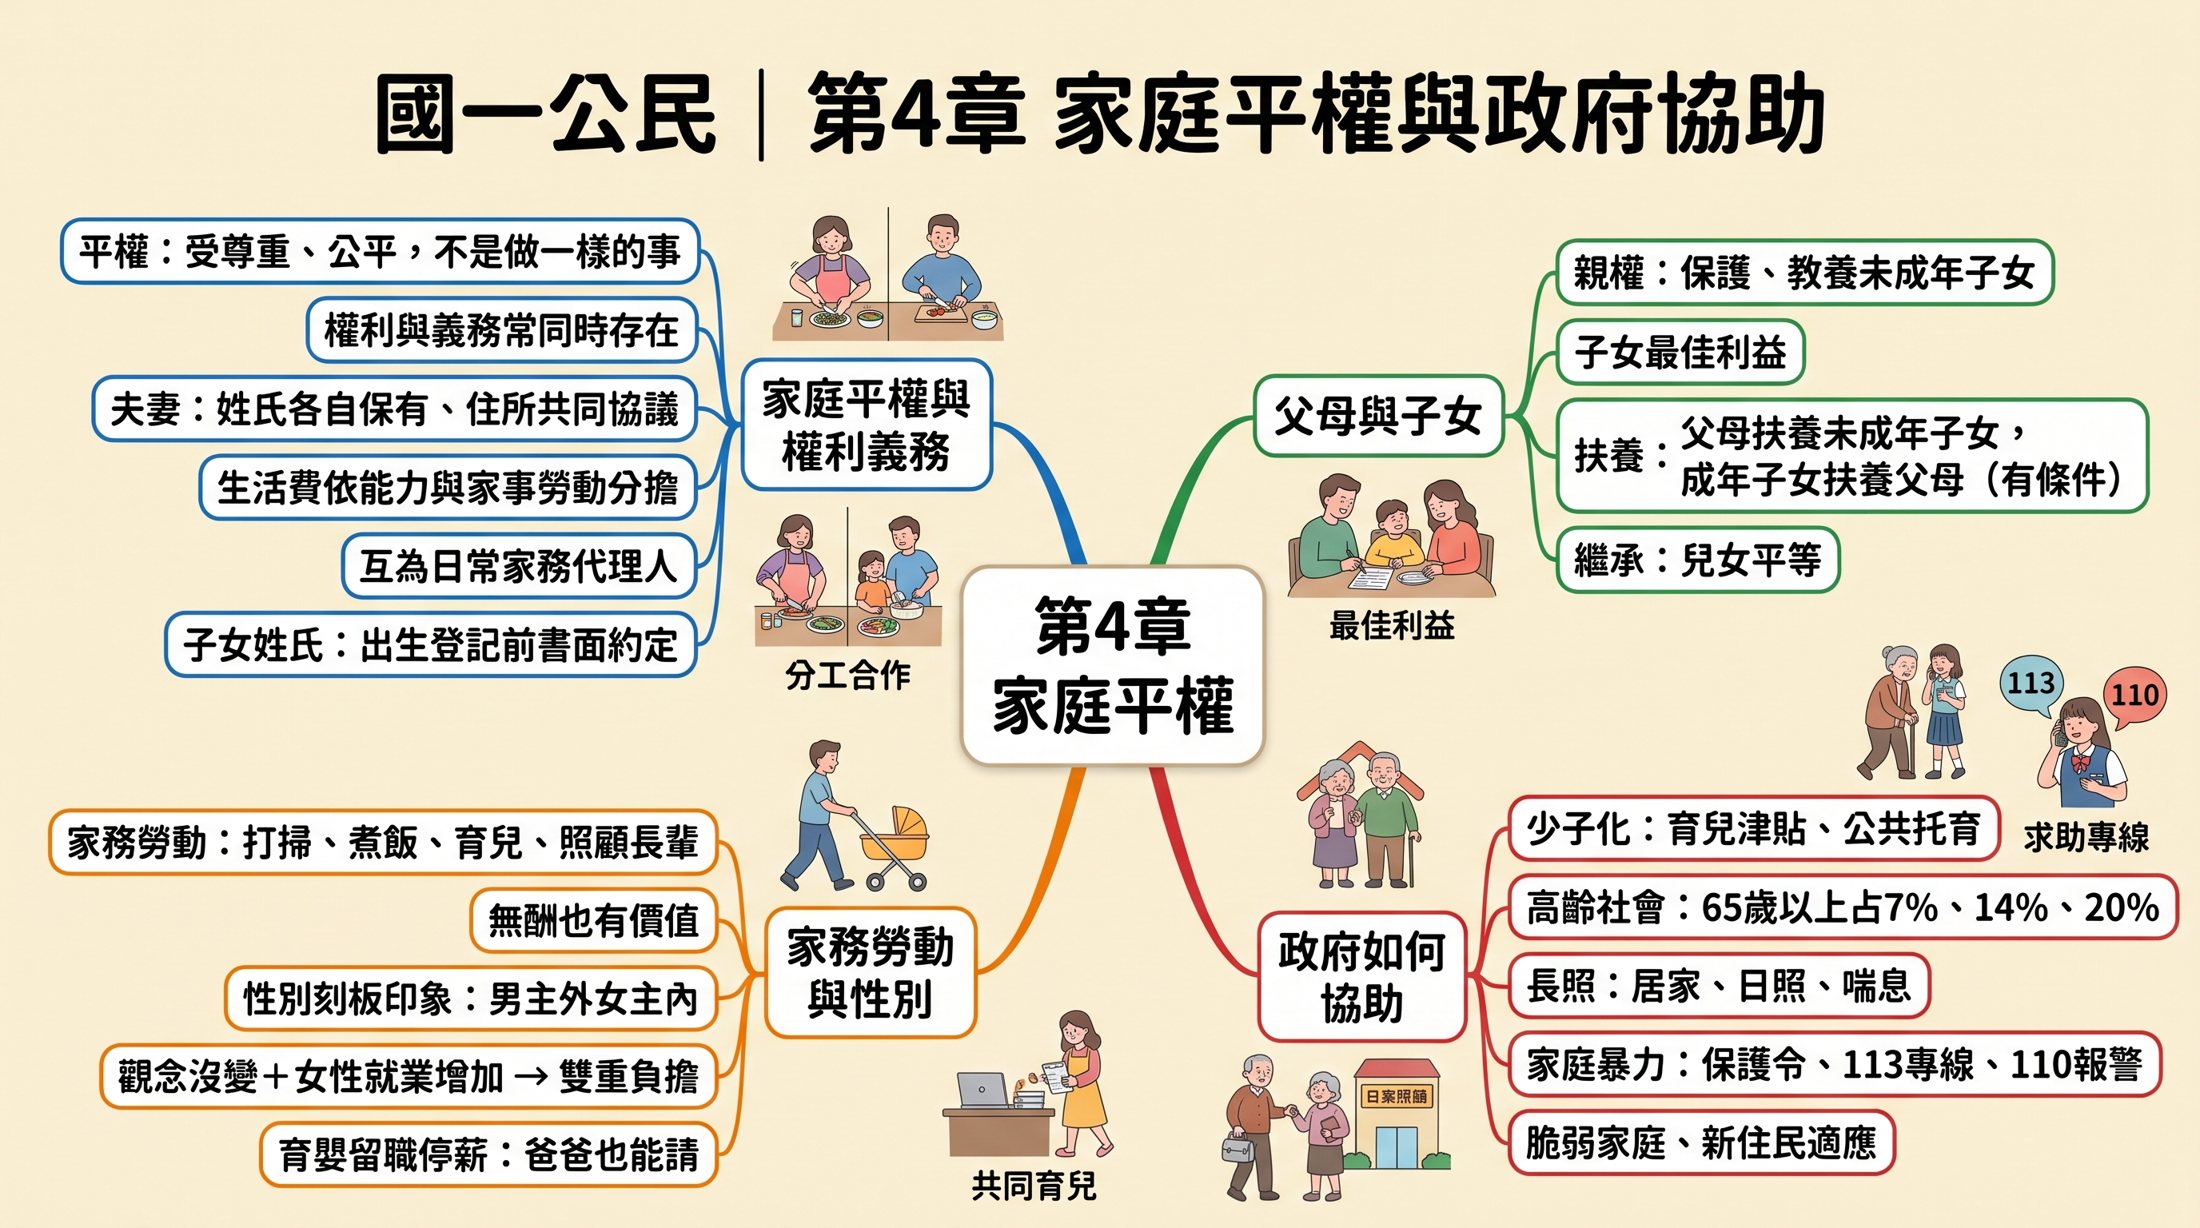 國一公民｜第4章 家庭平權與政府協助
平權：受尊重、公平，不是做一樣的事
權利與義務常同時存在
夫妻：姓氏各自保有、住所共同協議
生活費依能力與家事勞動分擔
互為日常家務代理人
子女姓氏：出生登記前書面約定
家庭平權與
權利義務
分工合作
父母與子女
親權：保護、教養未成年子女
子女最佳利益
扶養：父母扶養未成年子女，
成年子女扶養父母（有條件）
繼承：兒女平等
最佳利益
第4章
家庭平權
家務勞動：打掃、煮飯、育兒、照顧長輩
無酬也有價值
性別刻板印象：男主外女主內
觀念沒變＋女性就業增加 → 雙重負擔
育嬰留職停薪：爸爸也能請
家務勞動
與性別
共同育兒
113
110
求助專線
政府如何
協助
少子化：育兒津貼、公共托育
高齡社會：65歲以上占7%、14%、20%
長照：居家、日照、喘息
家庭暴力：保護令、113專線、110報警
脆弱家庭、新住民適應